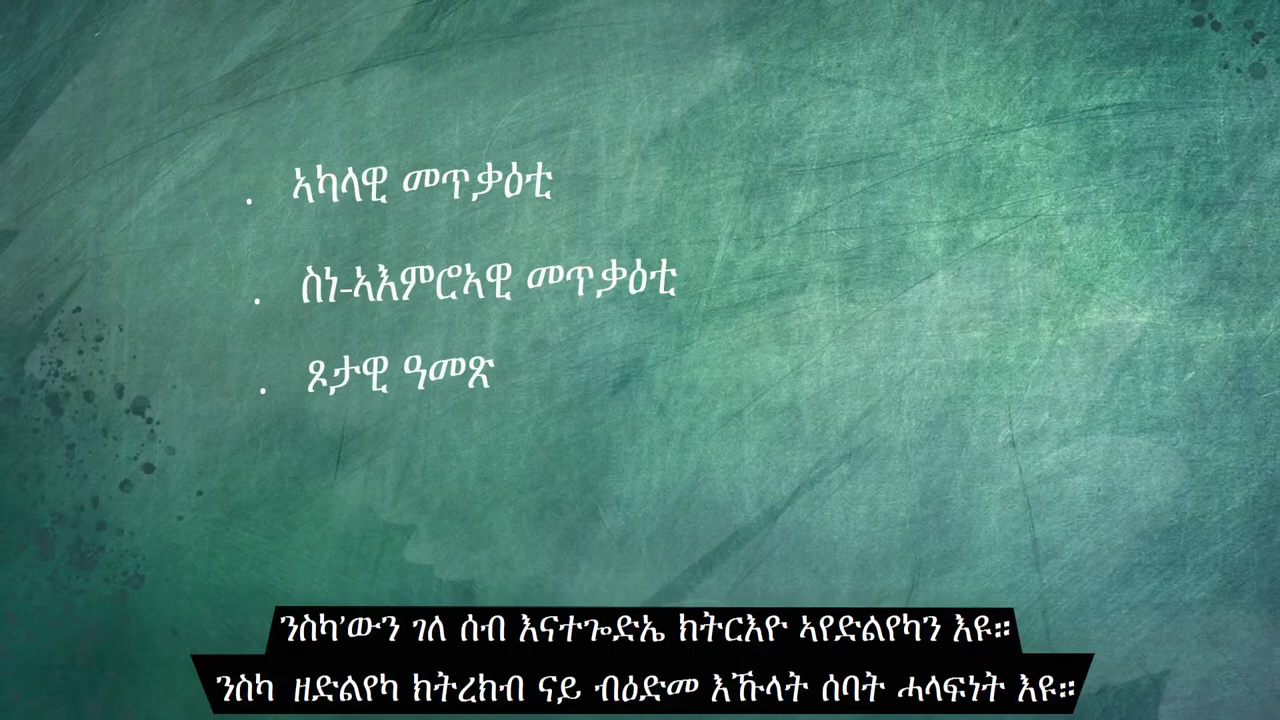 . ኣካላዊ መጥቃዕቲ
. ስነ-ኣእምሮኣዊ መጥቃዕቲ
. ጾታዊ ዓመጽ
ንስካ’ውን ገለ ሰብ እናተጐድኤ ክትርእዮ ኣየድልየካን እዩ።
ንስካ ዘድልየካ ክትረክብ ናይ ብዕድመ እኹላት ሰባት ሓላፍነት እዩ።